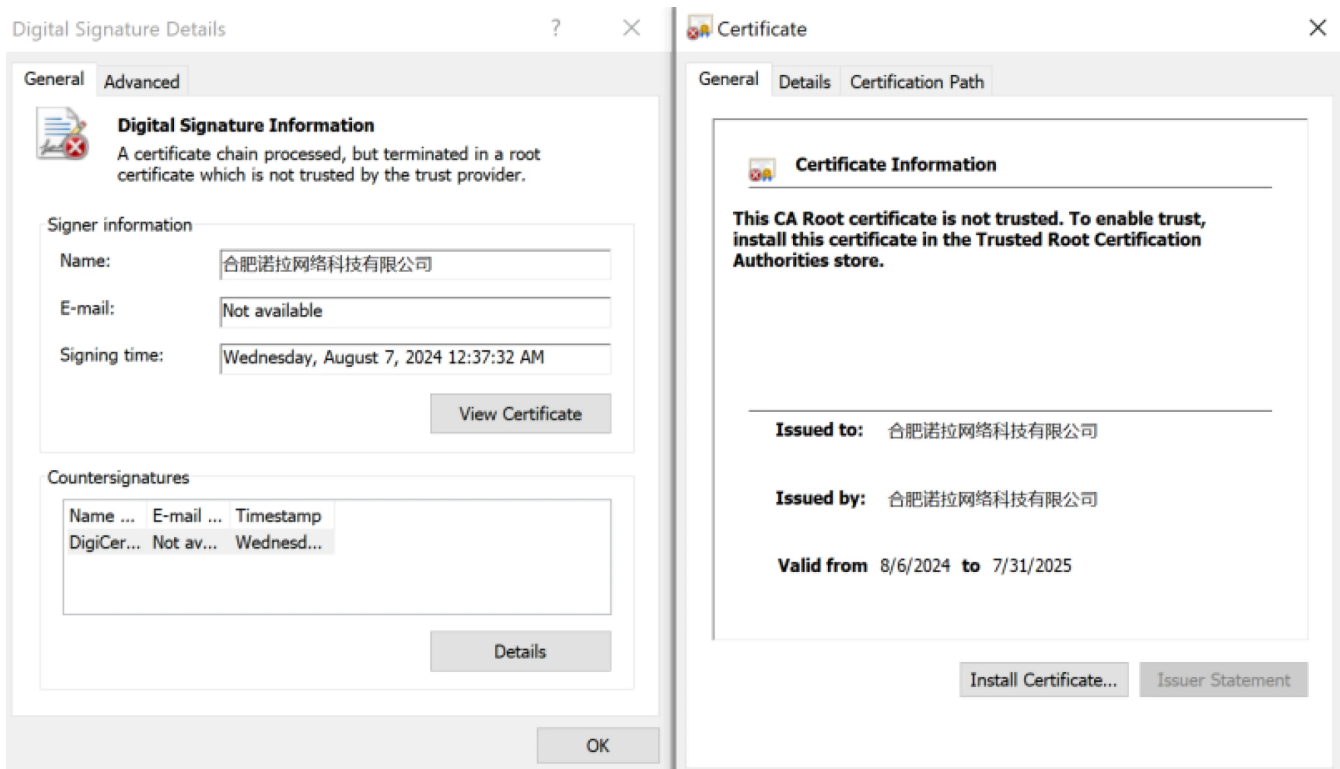 Digital Signature Details
General Advanced
Digital Signature Information
A certificate chain processed, but terminated in a root
certificate which is not trusted by the trust provider.
Signer information
Name: 合肥诺拉网络科技有限公司
E-mail: Not available
Signing time: Wednesday, August 7, 2024 12:37:32 AM
View Certificate
Countersignatures
Name ... E-mail ... Timestamp
DigiCer... Not av... Wednesd...
Details
OK
Certificate
General Details Certification Path
Certificate Information
This CA Root certificate is not trusted. To enable trust,
install this certificate in the Trusted Root Certification
Authorities store.
Issued to: 合肥诺拉网络科技有限公司
Issued by: 合肥诺拉网络科技有限公司
Valid from 8/6/2024 to 7/31/2025
Install Certificate... Issuer Statement